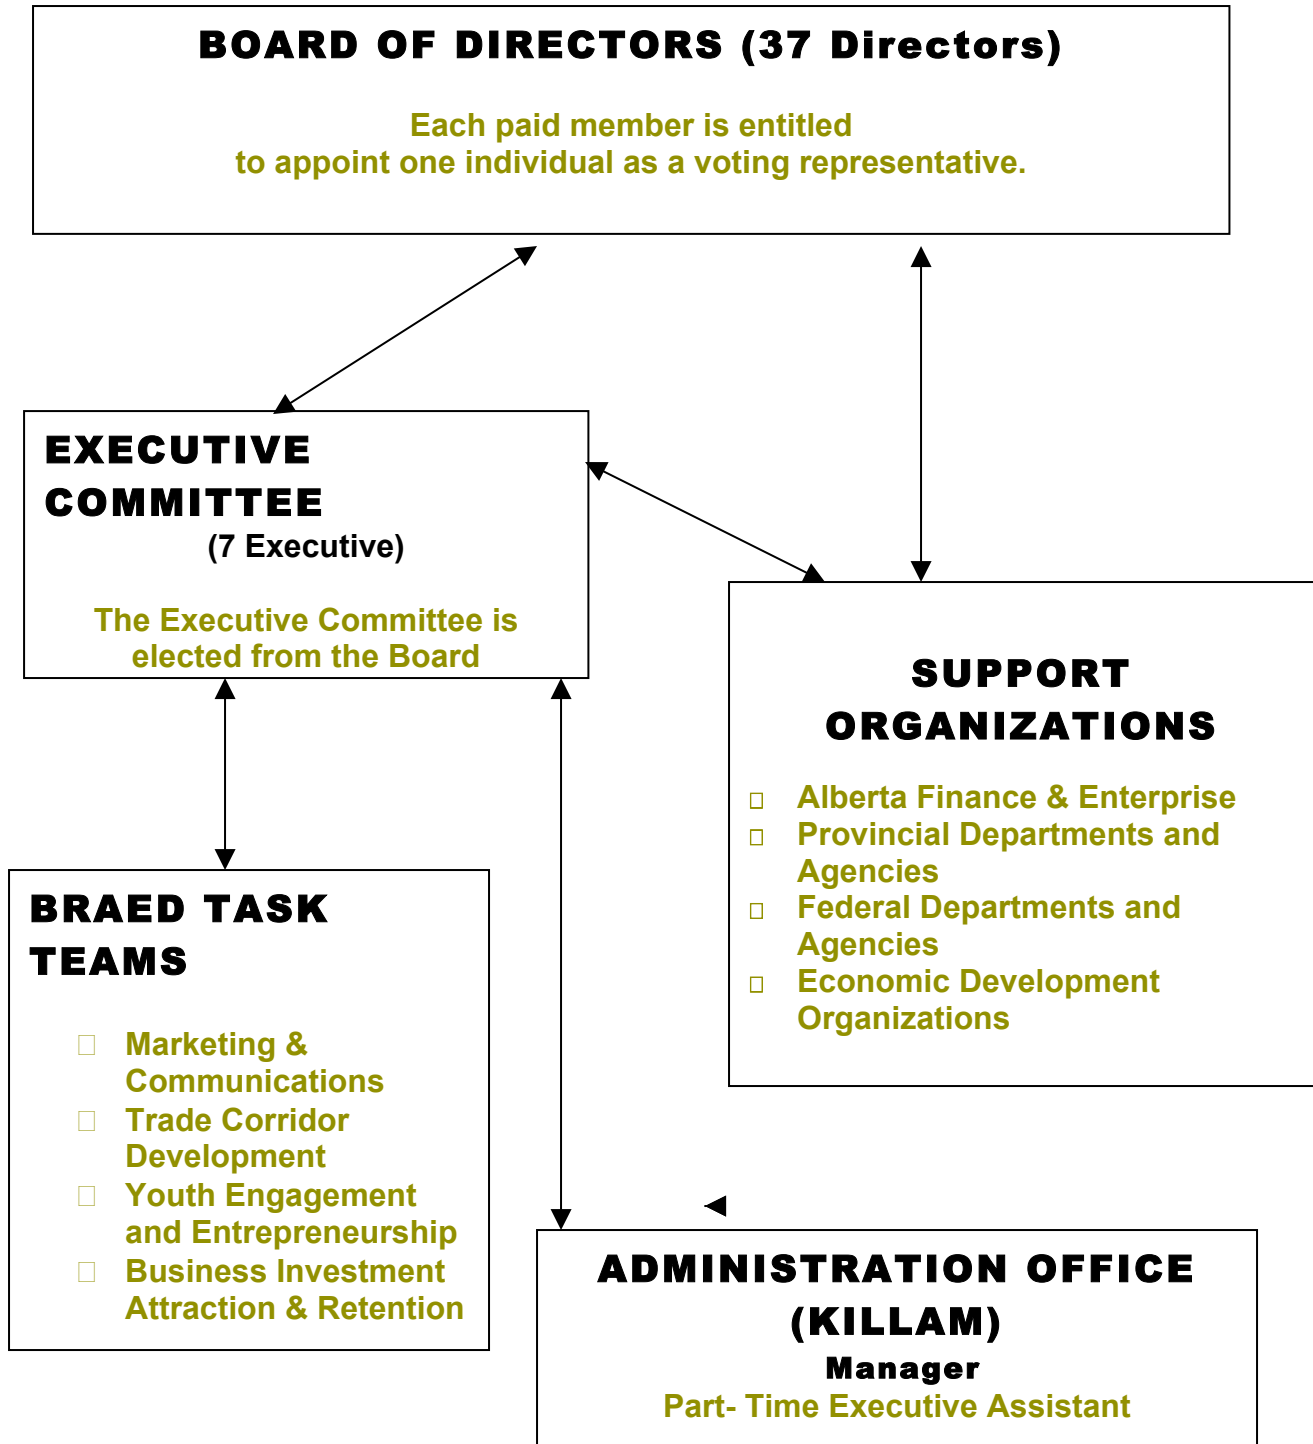 BOARD OF DIRECTORS (37 Directors)
Each paid member is entitled
to appoint one individual as a voting representative.
EXECUTIVE
COMMITTEE
(7 Executive)
The Executive Committee is
elected from the Board
SUPPORT
ORGANIZATIONS
Alberta Finance & Enterprise
Provincial Departments and
Agencies
Federal Departments and
Agencies
Economic Development
Organizations
BRAED TASK
TEAMS
Marketing &
Communications
Trade Corridor
Development
Youth Engagement
and Entrepreneurship
Business Investment
Attraction & Retention
ADMINISTRATION OFFICE
(KILLAM)
Manager
Part- Time Executive Assistant